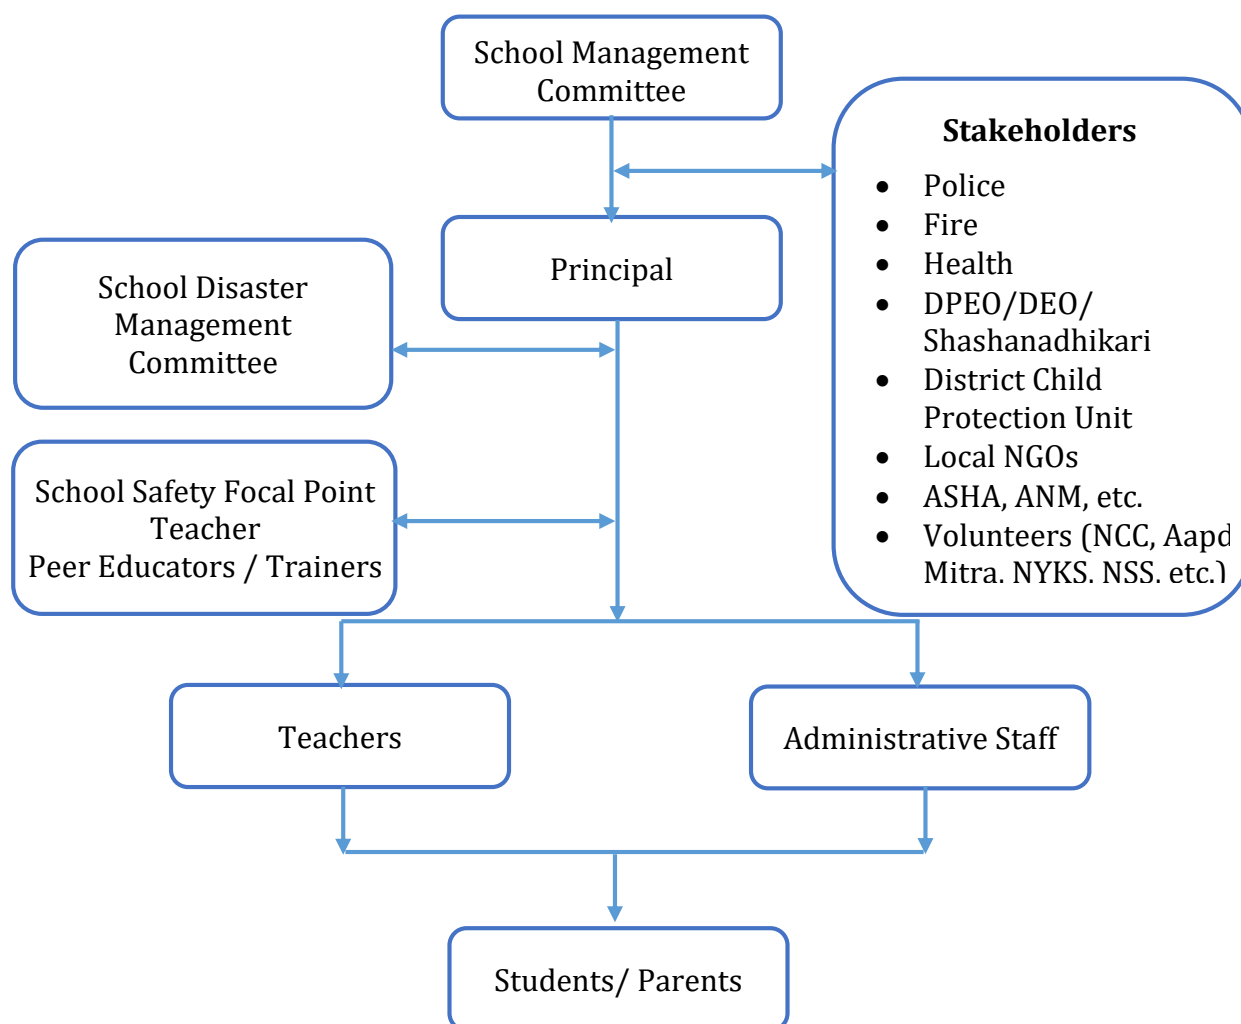 School Management
Committee
Stakeholders
• Police
• Fire
• Health
• DPEO/DEO/
Shashanadhikari
• District Child
Protection Unit
• Local NGOs
• ASHA, ANM, etc.
• Volunteers (NCC, Aapd
Mitra, NYKS, NSS, etc.)
Principal
School Disaster
Management
Committee
School Safety Focal Point
Teacher
Peer Educators / Trainers
Teachers
Administrative Staff
Students/ Parents